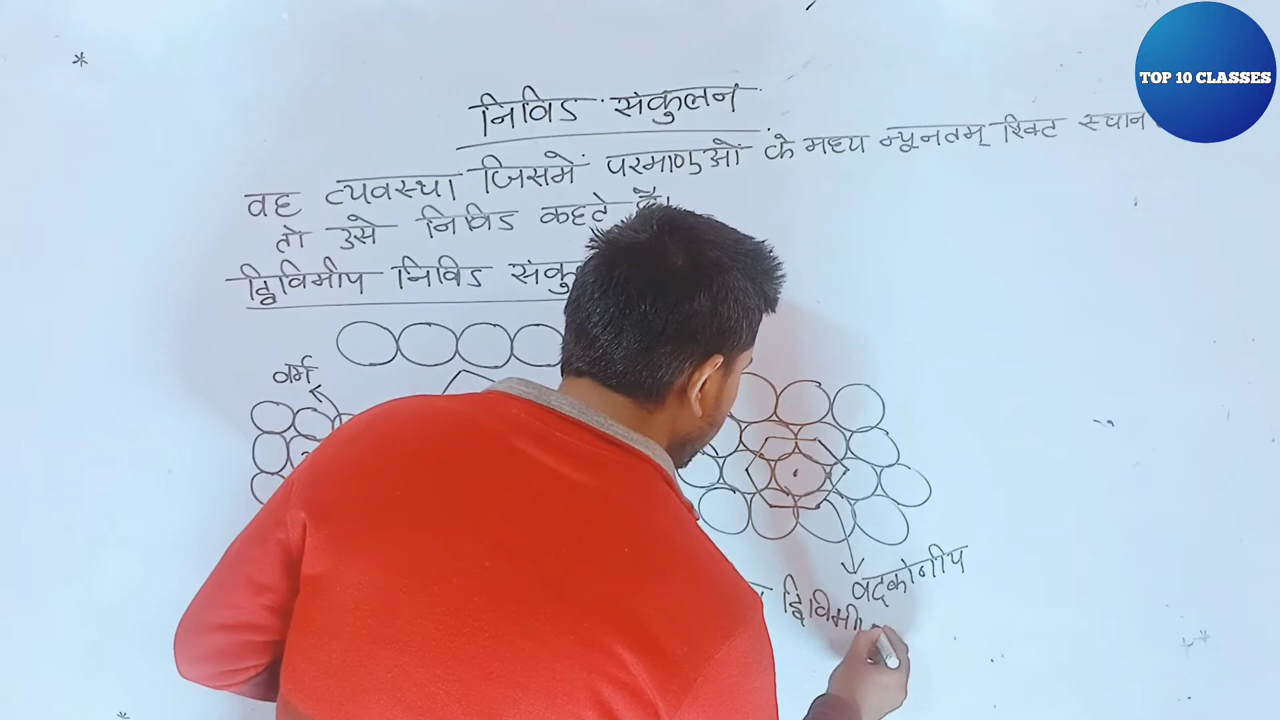 TOP 10 CLASSES
निविड संकुलन
वह व्यवस्था जिसमें परमाणुओं के मध्य न्यूनतम् रिक्ट स्थान
तो उसे निविड कहते है।
द्विविमीय निविड संकु
वर्ग
षट्कोनीय
द्विविमी